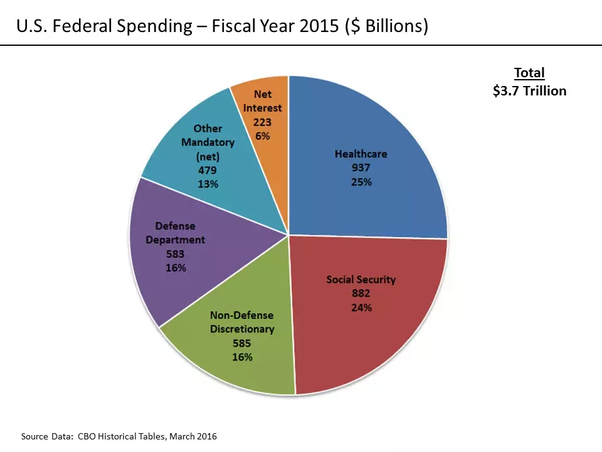 U.S. Federal Spending – Fiscal Year 2015 ($ Billions)
Total
$3.7 Trillion
Net
Interest
223
6%
Healthcare
937
25%
Other
Mandatory
(net)
479
13%
Defense
Department
583
16%
Social Security
882
24%
Non-Defense
Discretionary
585
16%
Source Data:  CBO Historical Tables, March 2016